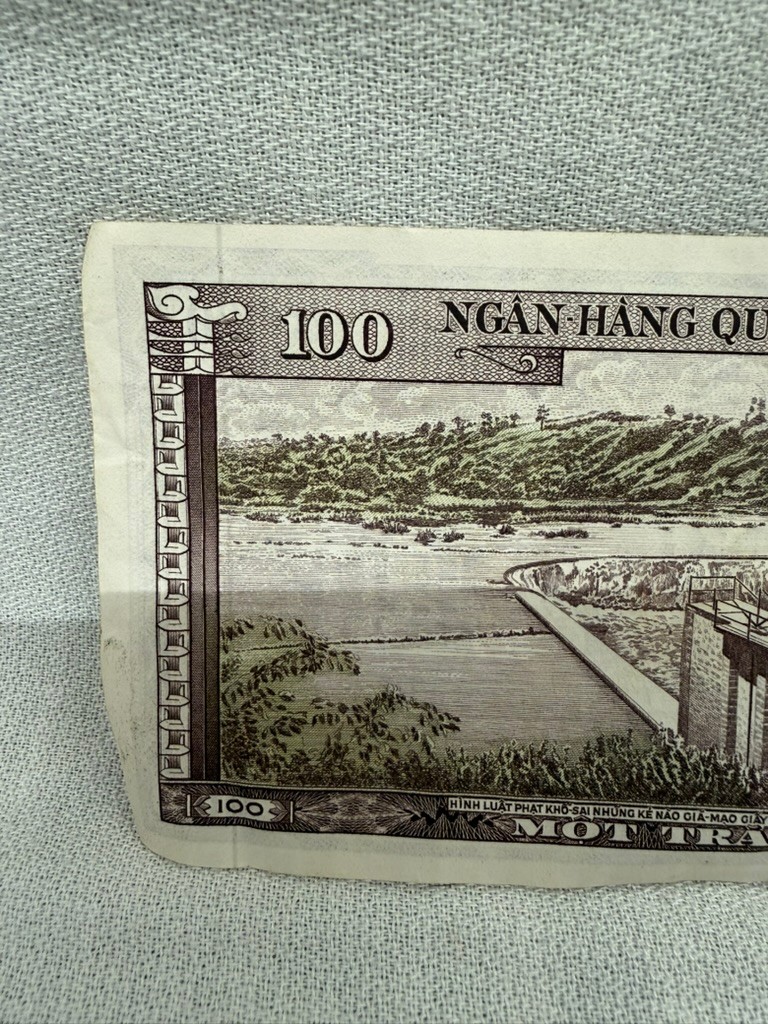 100
NGÂN-HÀNG QU
100
HÌNH LUẬT PHẠT KHỔ-SAI NHỮNG KẺ NÀO GIẢ-MẠO GIẤY
MỘT TRĂ